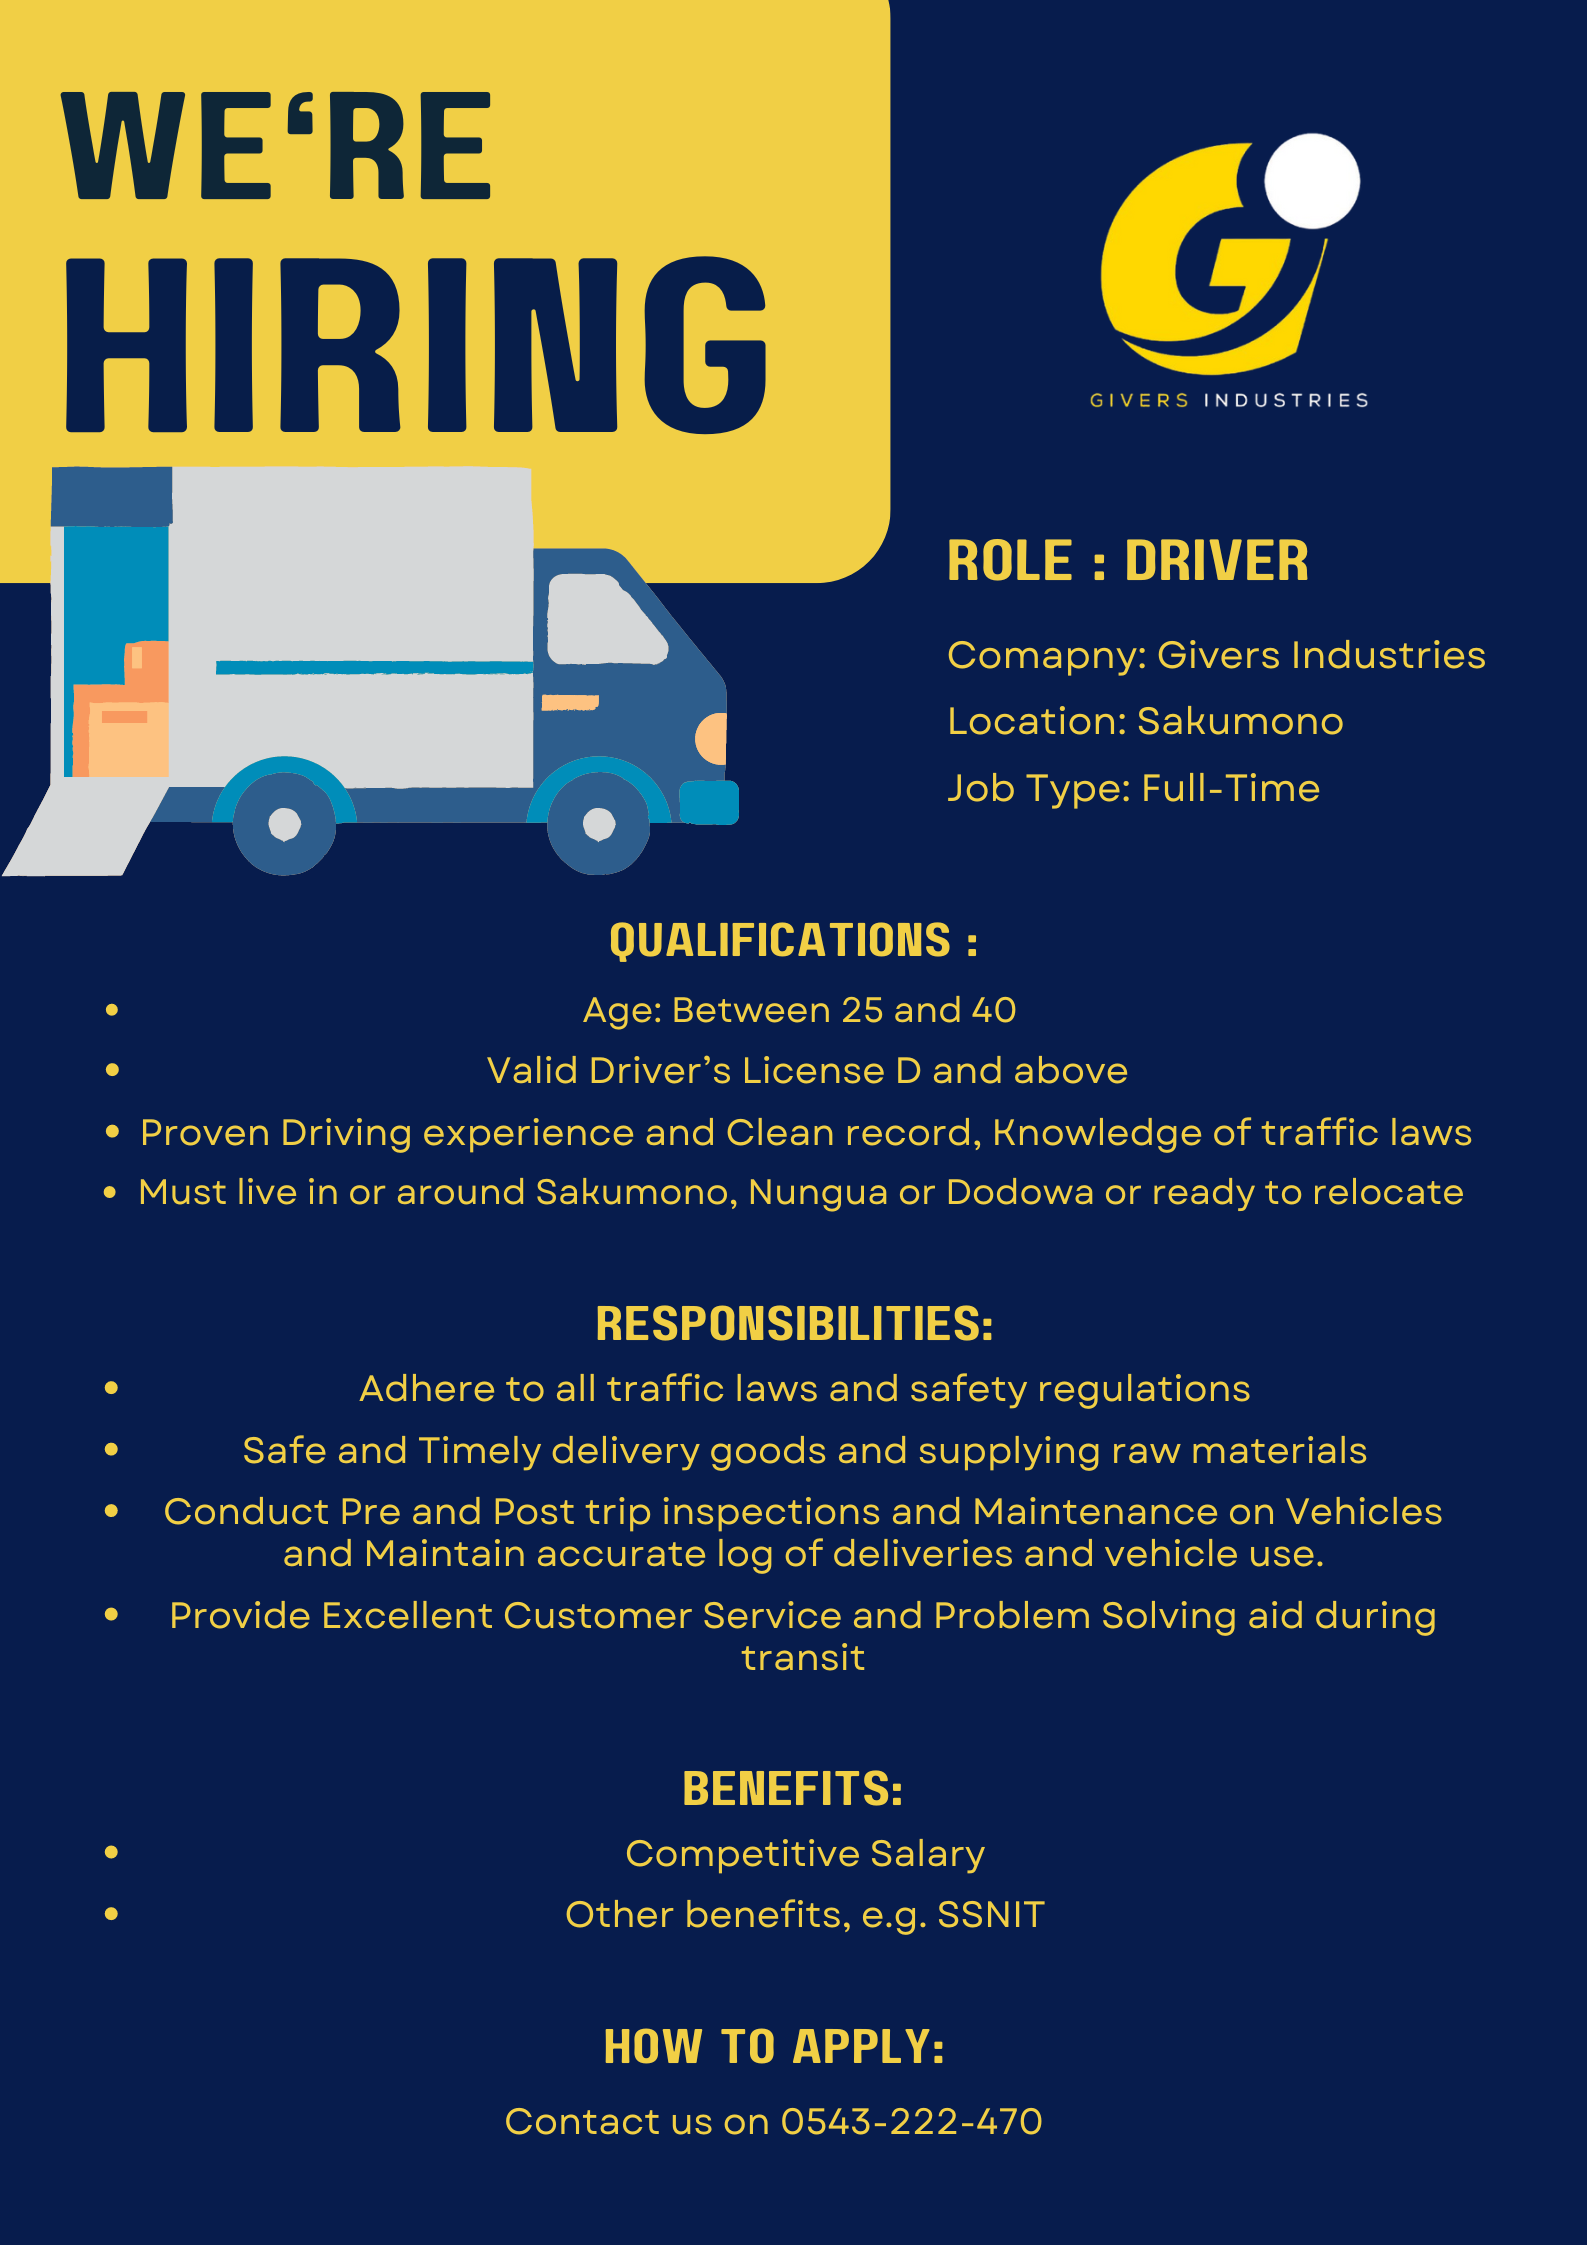 WE‘RE
HIRING
GIVERS INDUSTRIES
ROLE : DRIVER
Comapny: Givers Industries
Location: Sakumono
Job Type: Full-Time
QUALIFICATIONS :
• Age: Between 25 and 40
• Valid Driver’s License D and above
• Proven Driving experience and Clean record, Knowledge of traffic laws
• Must live in or around Sakumono, Nungua or Dodowa or ready to relocate
RESPONSIBILITIES:
• Adhere to all traffic laws and safety regulations
• Safe and Timely delivery goods and supplying raw materials
• Conduct Pre and Post trip inspections and Maintenance on Vehicles
and Maintain accurate log of deliveries and vehicle use.
• Provide Excellent Customer Service and Problem Solving aid during
transit
BENEFITS:
• Competitive Salary
• Other benefits, e.g. SSNIT
HOW TO APPLY:
Contact us on 0543-222-470